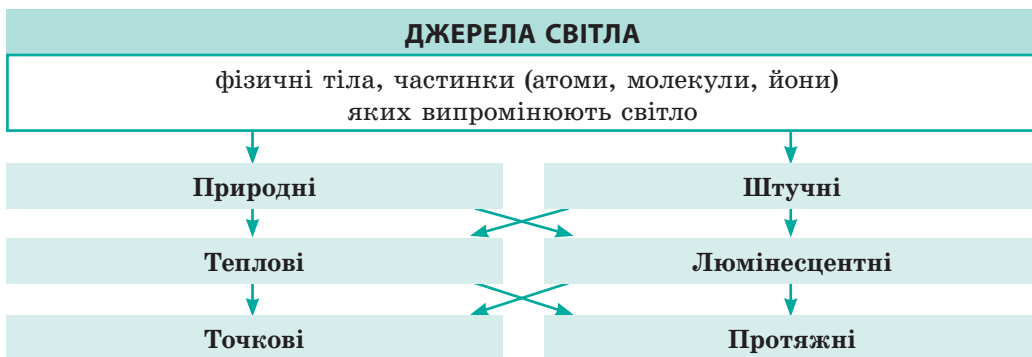 ДЖЕРЕЛА СВІТЛА
фізичні тіла, частинки (атоми, молекули, йони)
яких випромінюють світло
Природні
Штучні
Теплові
Люмінесцентні
Точкові
Протяжні